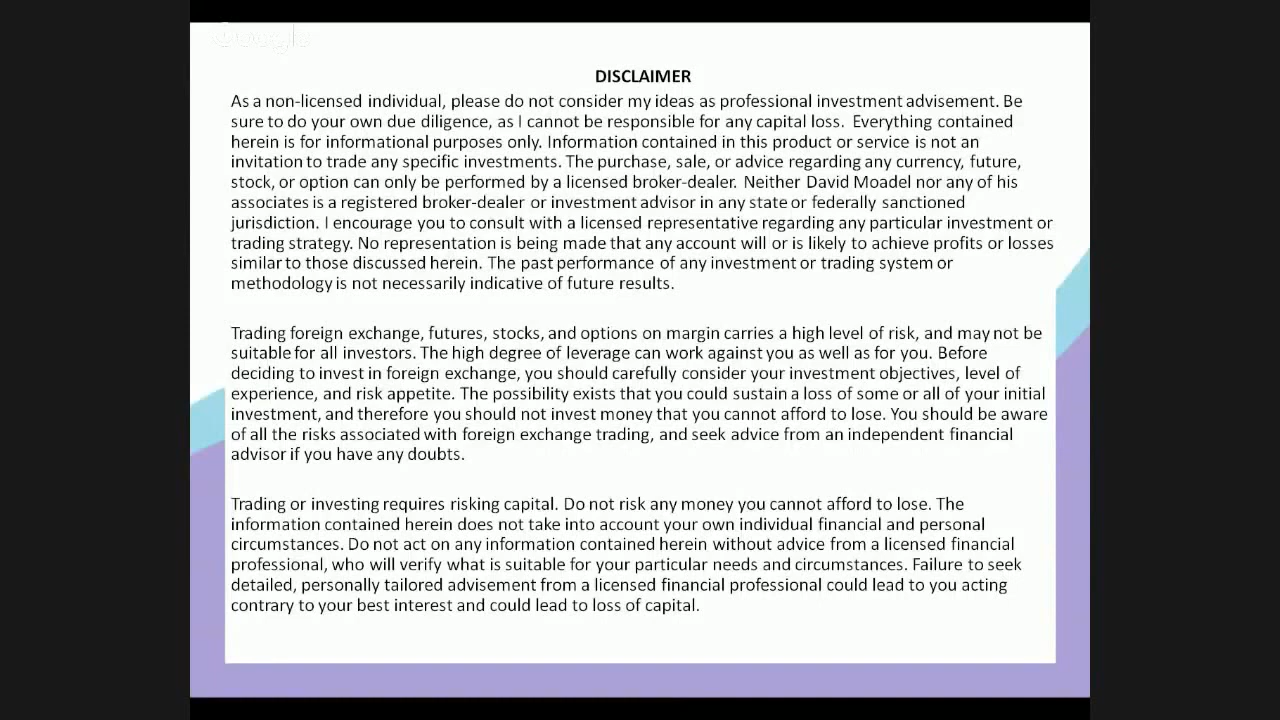 Google
DISCLAIMER
As a non-licensed individual, please do not consider my ideas as professional investment advisement. Be
sure to do your own due diligence, as I cannot be responsible for any capital loss. Everything contained
herein is for informational purposes only. Information contained in this product or service is not an
invitation to trade any specific investments. The purchase, sale, or advice regarding any currency, future,
stock, or option can only be performed by a licensed broker-dealer. Neither David Moadel nor any of his
associates is a registered broker-dealer or investment advisor in any state or federally sanctioned
jurisdiction. I encourage you to consult with a licensed representative regarding any particular investment or
trading strategy. No representation is being made that any account will or is likely to achieve profits or losses
similar to those discussed herein. The past performance of any investment or trading system or
methodology is not necessarily indicative of future results.
Trading foreign exchange, futures, stocks, and options on margin carries a high level of risk, and may not be
suitable for all investors. The high degree of leverage can work against you as well as for you. Before
deciding to invest in foreign exchange, you should carefully consider your investment objectives, level of
experience, and risk appetite. The possibility exists that you could sustain a loss of some or all of your initial
investment, and therefore you should not invest money that you cannot afford to lose. You should be aware
of all the risks associated with foreign exchange trading, and seek advice from an independent financial
advisor if you have any doubts.
Trading or investing requires risking capital. Do not risk any money you cannot afford to lose. The
information contained herein does not take into account your own individual financial and personal
circumstances. Do not act on any information contained herein without advice from a licensed financial
professional, who will verify what is suitable for your particular needs and circumstances. Failure to seek
detailed, personally tailored advisement from a licensed financial professional could lead to you acting
contrary to your best interest and could lead to loss of capital.